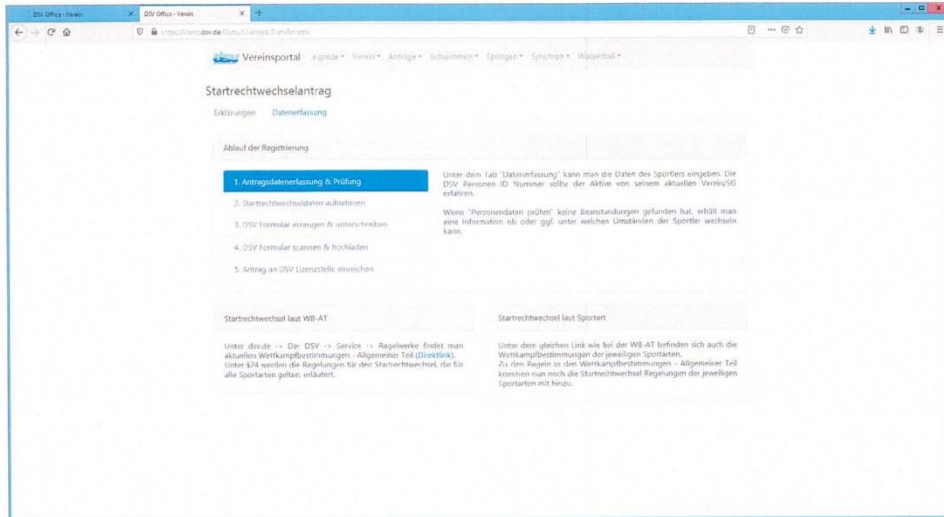 DSV Office - Verein
DSV Office - Verein
Vereinsportal Verein Anträge Schwimmen Springen Synchron Wasserball
Startrechtwechselantrag
Erklärungen Datenerfassung
Ablauf der Registrierung
1. Antragsdatenerfassung & Prüfung
2. Startrechtwechseldaten aufnehmen
3. DSV Formular erzeugen & unterschreiben
4. DSV Formular scannen & hochladen
5. Antrag an DSV Lizenzstelle einreichen
Unter dem Tab "Datenerfassung" kann man die Daten des Sportlers eingeben. Die
DSV Personen ID Nummer sollte der Aktive von seinem aktuellen Verein/SG
erfahren.
Wenn "Personendaten prüfen" keine Beanstandungen gefunden hat, erhält man
eine Information ob oder ggf. unter welchen Umständen der Sportler wechseln
kann.
Startrechtwechsel laut WB-AT
Unter dsv.de -> Der DSV -> Service -> Regelwerke findet man
aktuellen Wettkampfbestimmungen - Allgemeiner Teil (Direktlink).
Unter §24 werden die Regelungen für den Startrechtwechsel, die für
alle Sportarten gelten, erläutert.
Startrechtwechsel laut Sportart
Unter dem gleichen Link wie bei der WB-AT befinden sich auch die
Wettkampfbestimmungen der jeweiligen Sportarten.
Zu den Regeln in den Wettkampfbestimmungen - Allgemeiner Teil
kommen nun noch die Startrechtwechsel Regelungen der jeweiligen
Sportarten mit hinzu.